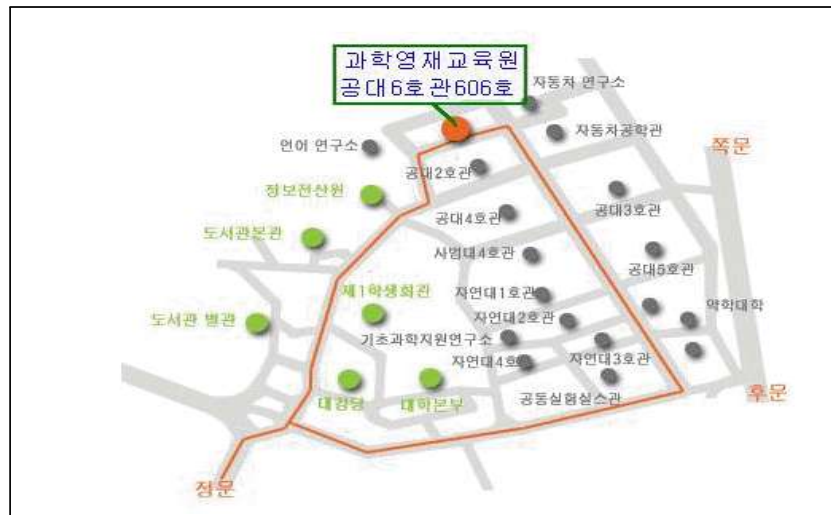 과학영재교육원
공대6호관606호
자동차 연구소
자동차공학관
언어 연구소
쪽문
공대2호관
정보전산원
공대3호관
공대4호관
도서관본관
사범대4호관
공대5호관
제1학생회관
자연대1호관
약학대학
도서관 별관
자연대2호관
기초과학지원연구소
자연대4호
자연대3호관
대강당
대학본부
공동실험실스관
후문
정문